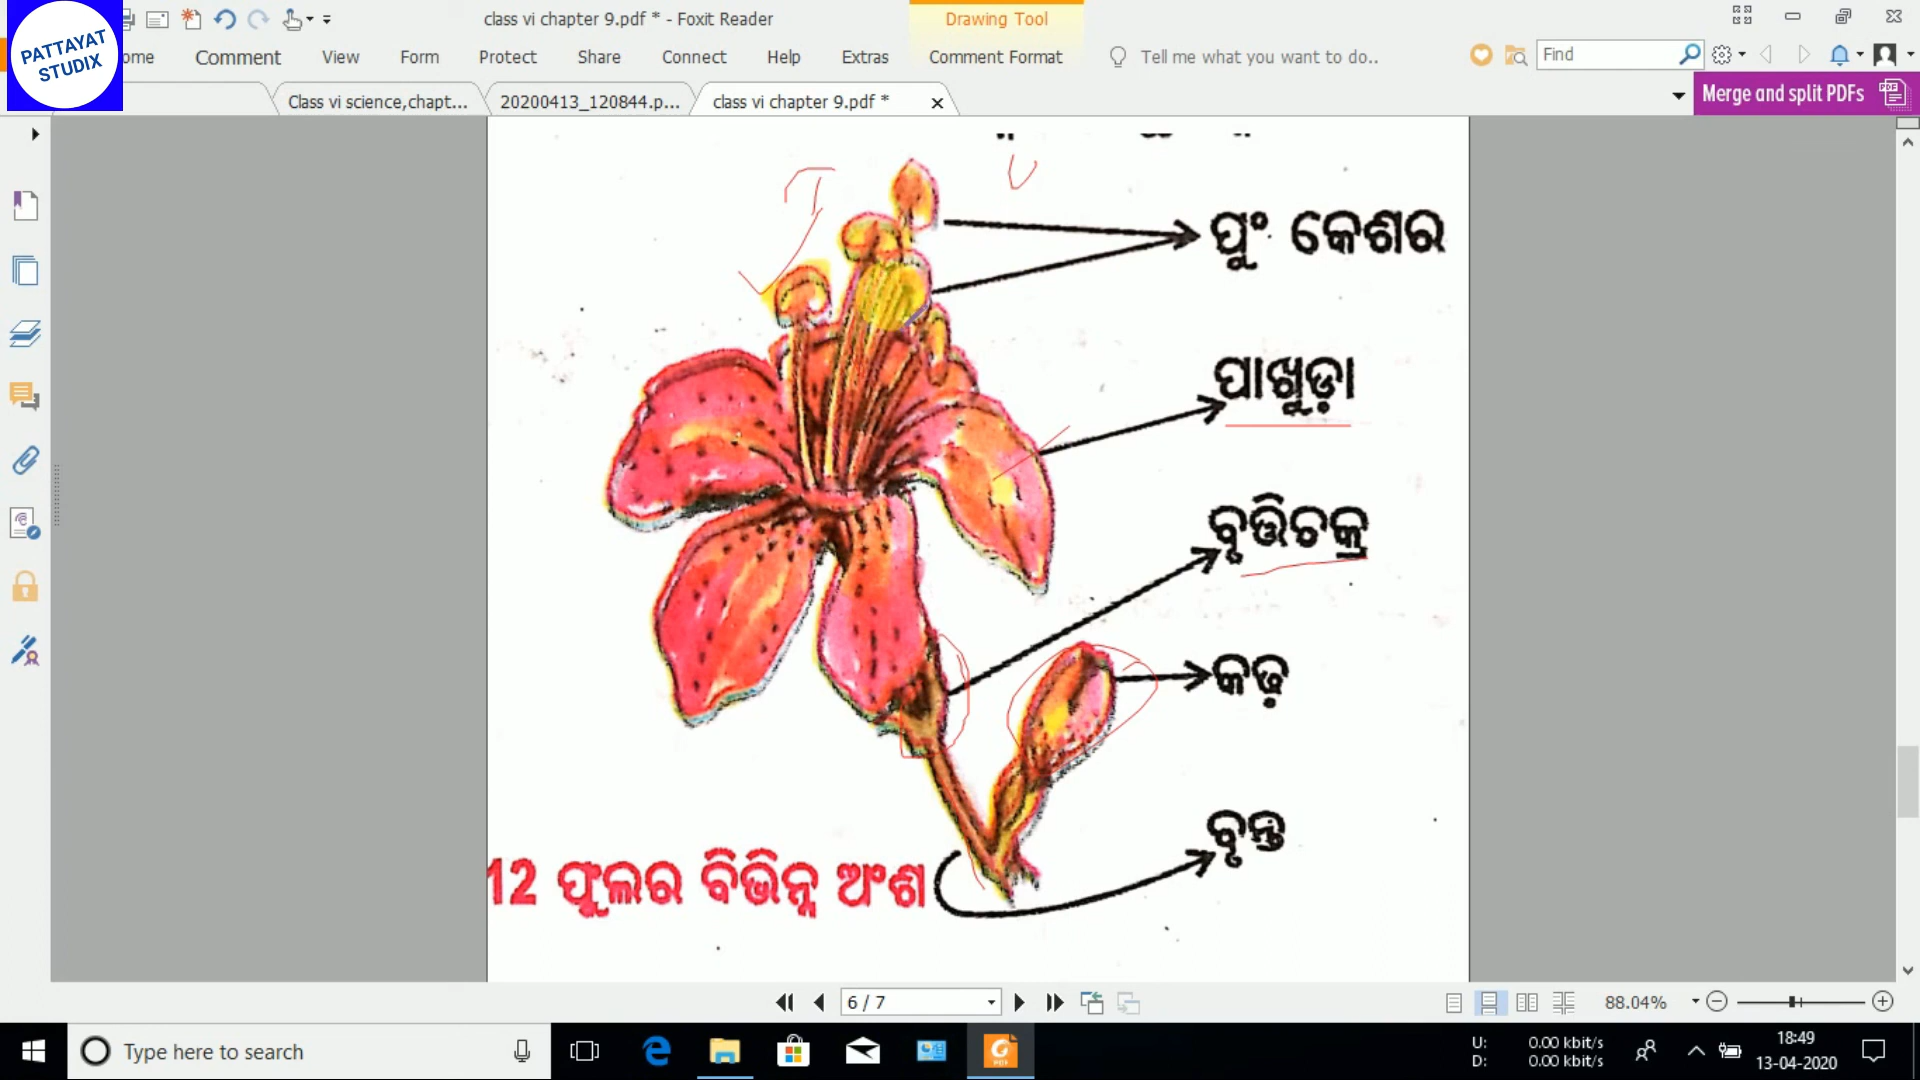 PATTAYAT
STUDIX
class vi chapter 9.pdf * - Foxit Reader
Drawing Tool
ome Comment View Form Protect Share Connect Help Extras Comment Format Tell me what you want to do.. Find
Class vi science,chapt... 20200413_120844.p... class vi chapter 9.pdf * Merge and split PDFs
ପୁଂ କେଶର
ପାଖୁଡ଼ା
ବୃତ୍ତିଚକ୍ର
କଢ଼
ବୃନ୍ତ
12 ଫୁଲର ବିଭିନ୍ନ ଅଂଶ
6 / 7 88.04%
Type here to search
U: 0.00 kbit/s 18:49
D: 0.00 kbit/s 13-04-2020